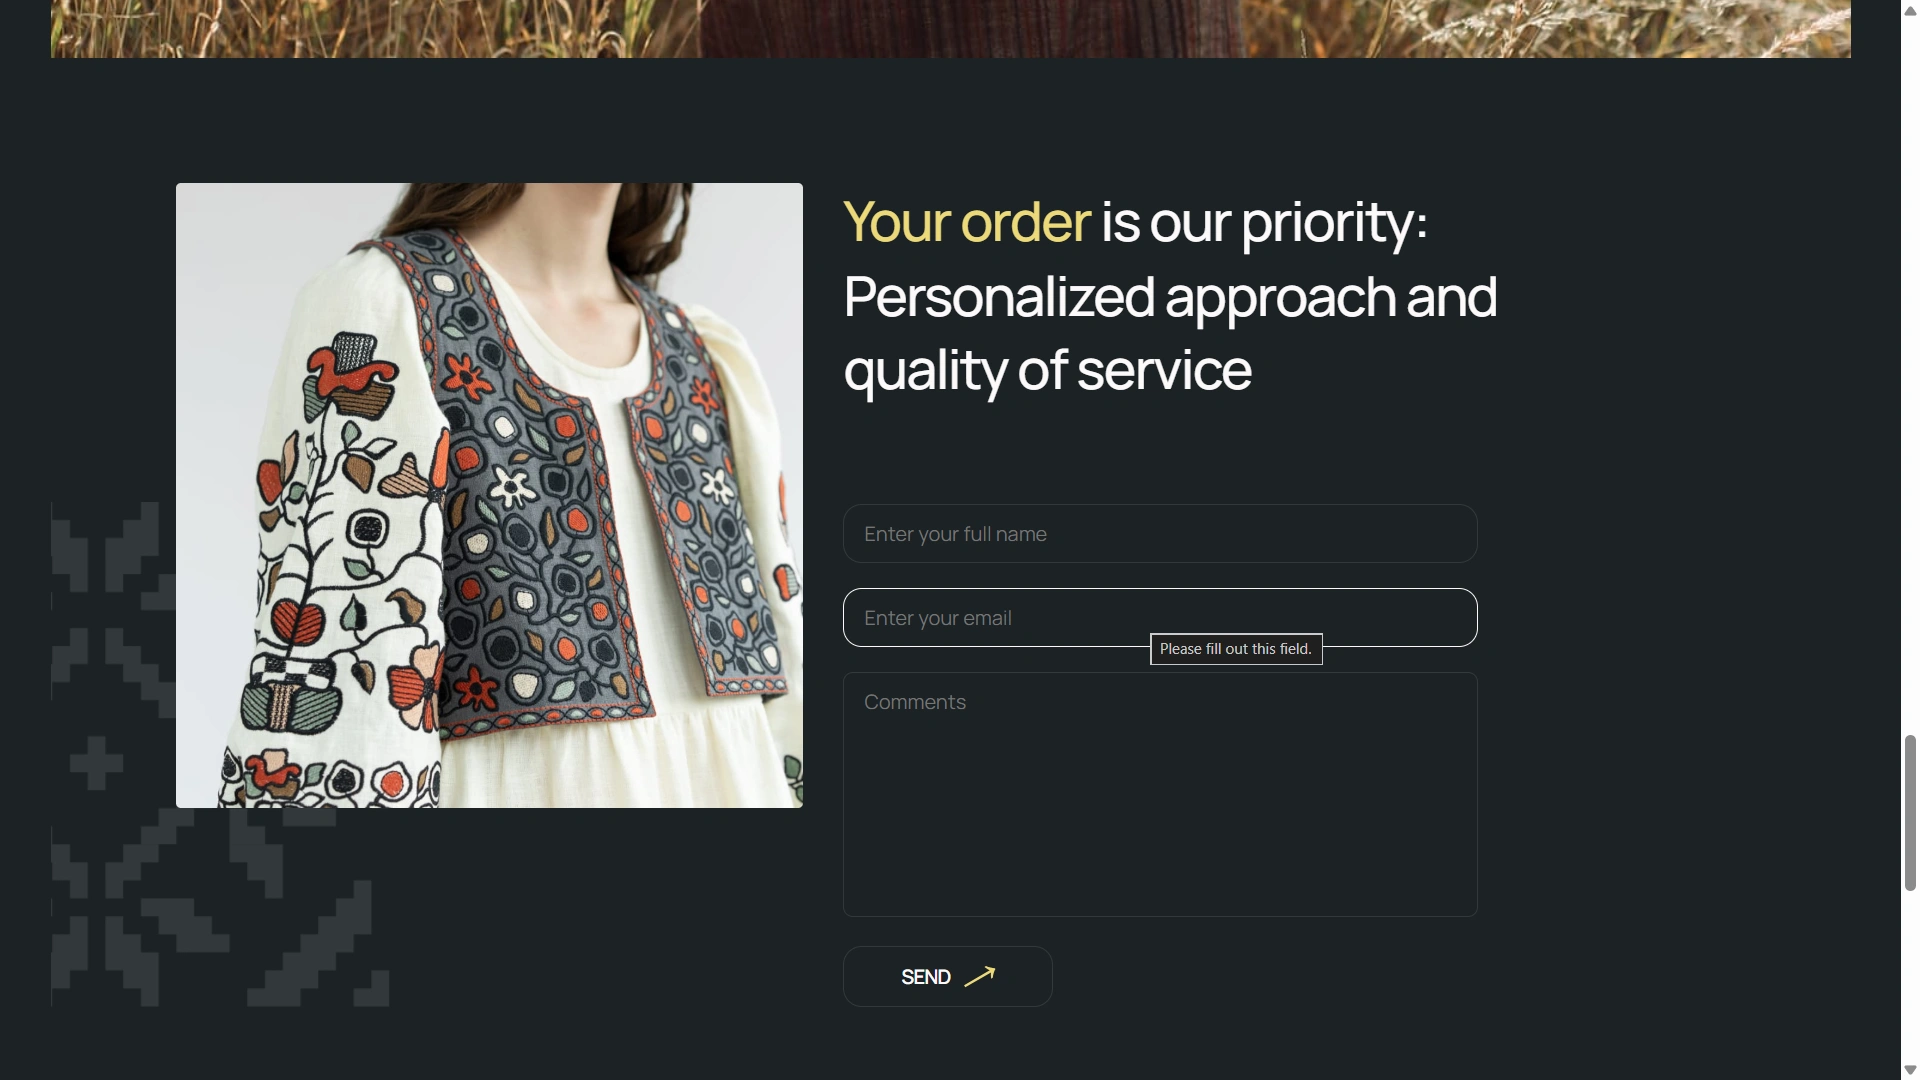 Your order is our priority:
Personalized approach and
quality of service
Enter your full name
Enter your email
Please fill out this field.
Comments
SEND